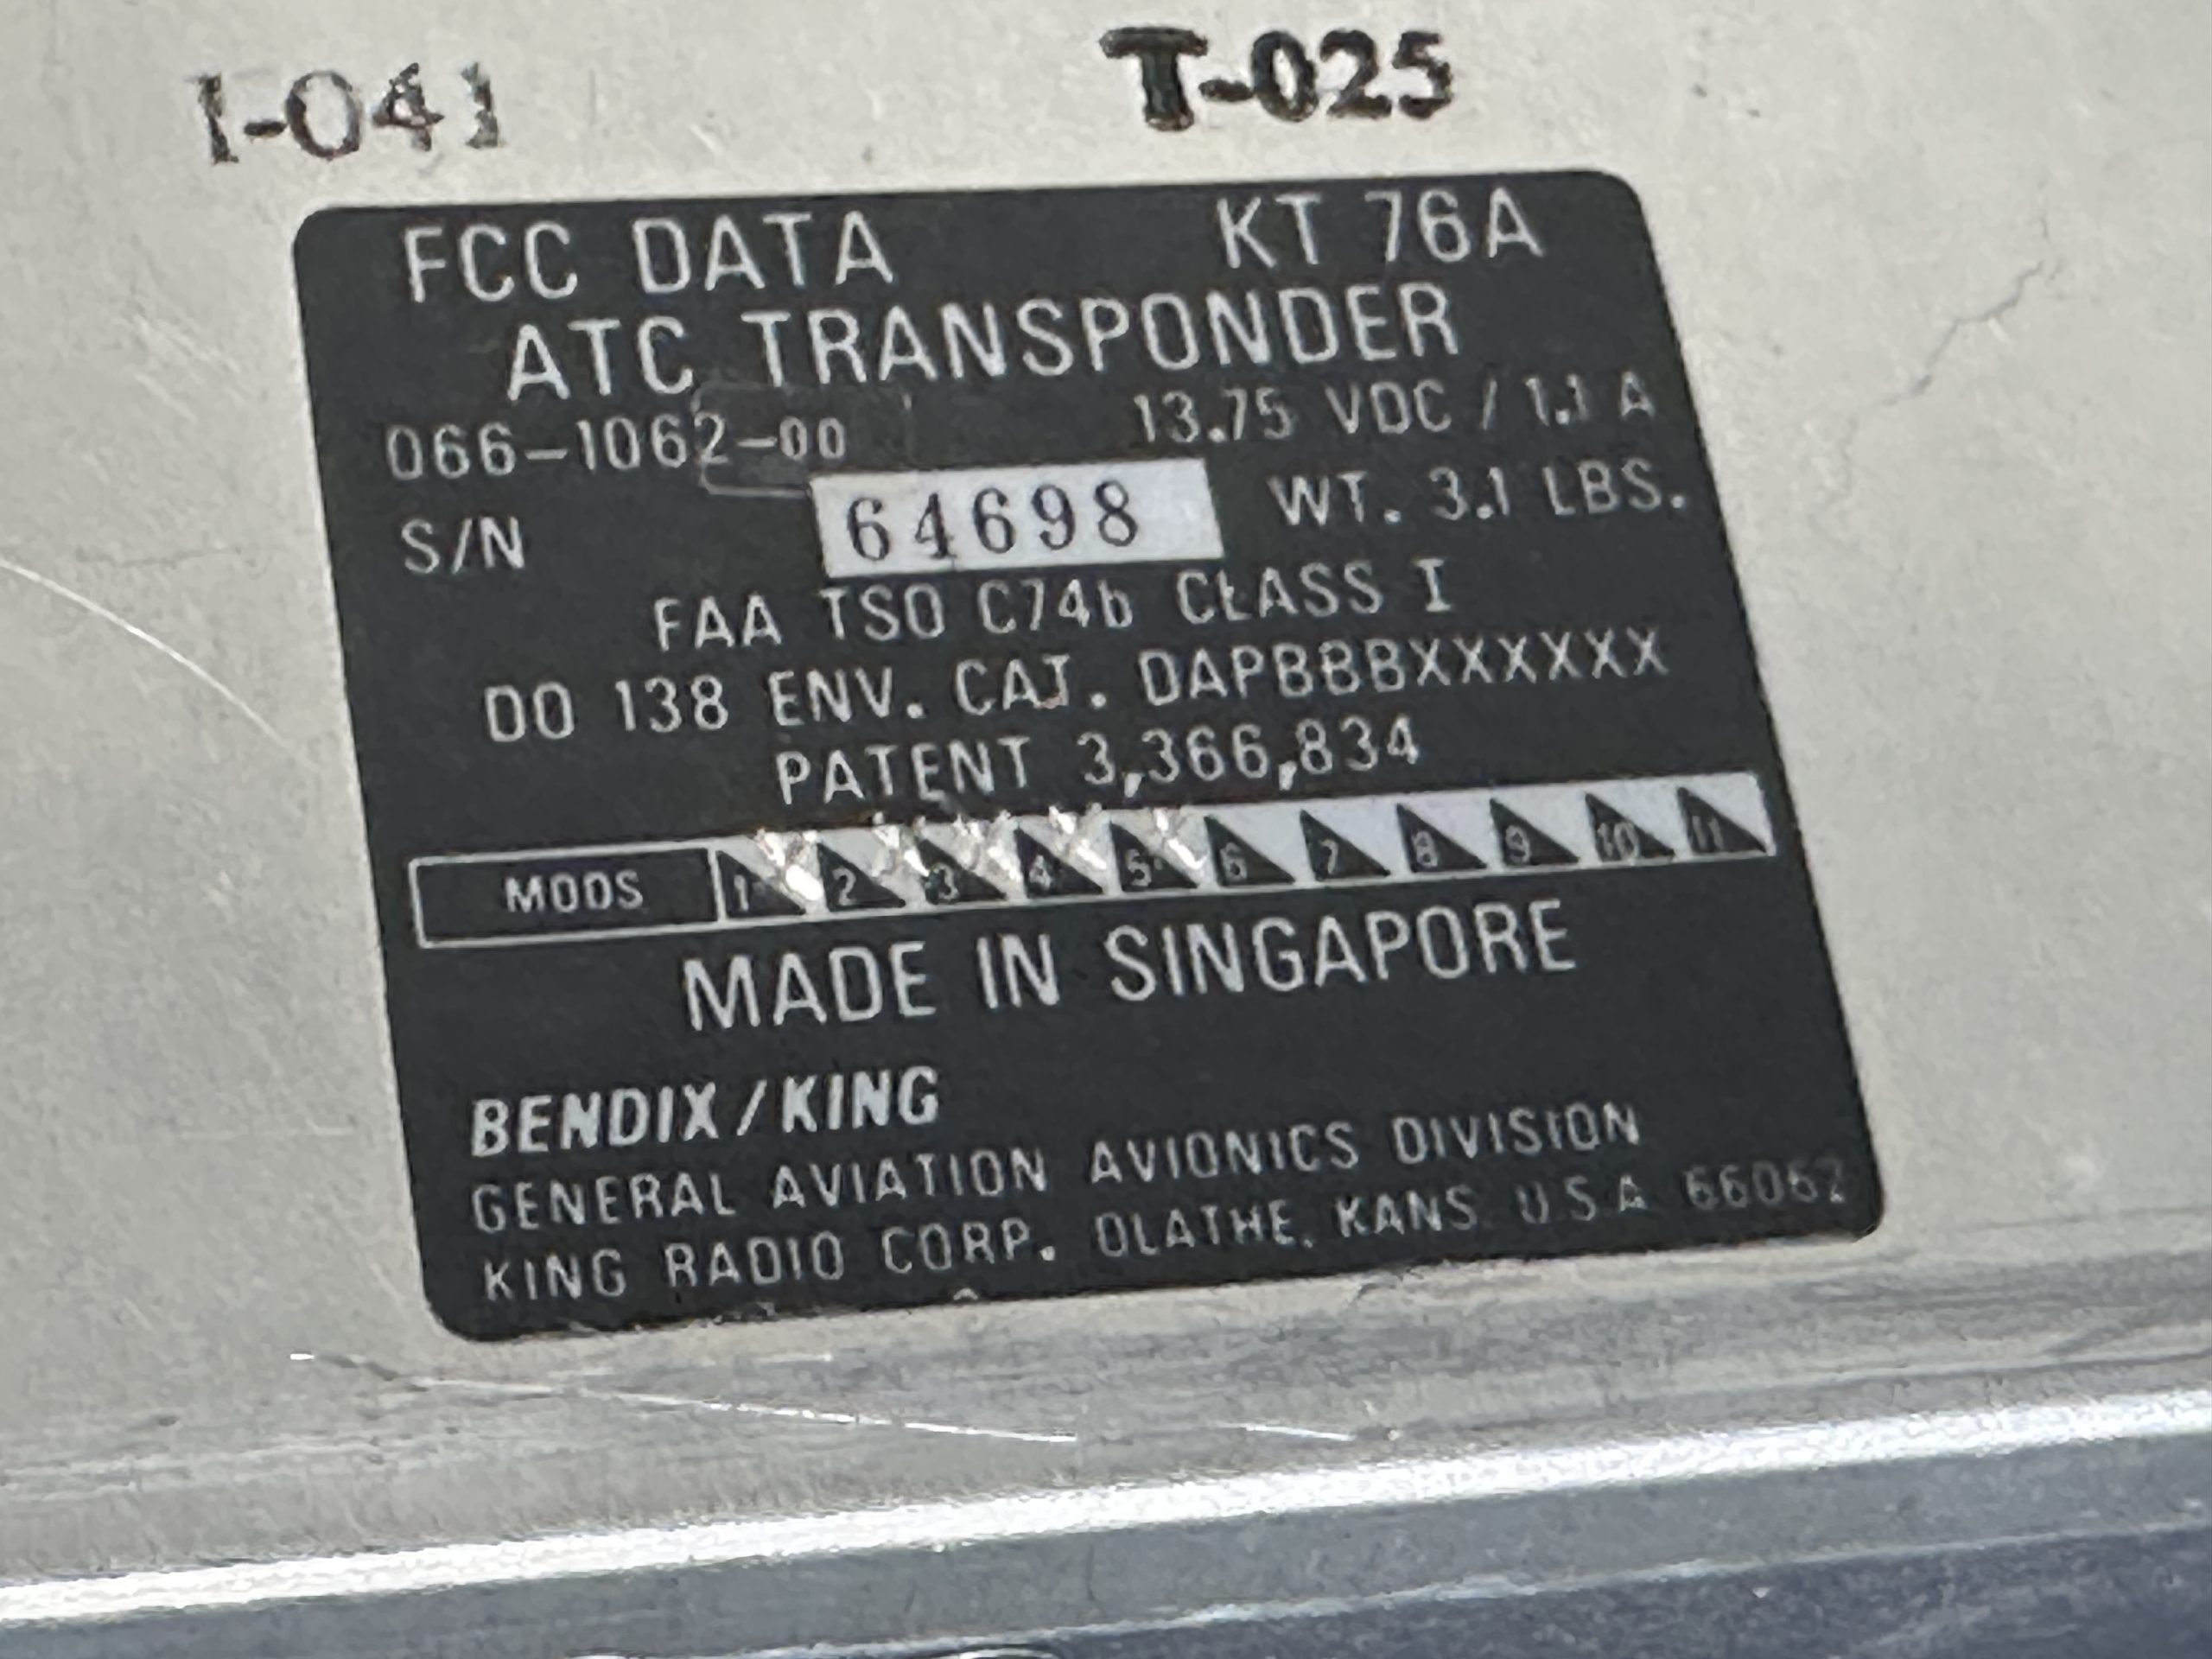 I-041 T-025
FCC DATA KT 76A
ATC TRANSPONDER
066-1062-00 13.75 VDC / 1.1 A
S/N 64698 WT. 3.1 LBS.
FAA TSO C74b CLASS I
DO 138 ENV. CAT. DAPBBBXXXXXX
PATENT 3,366,834
MODS 1 2 3 4 5 6 7 8 9 10 11
MADE IN SINGAPORE
BENDIX/KING
GENERAL AVIATION AVIONICS DIVISION
KING RADIO CORP. OLATHE, KANS. U.S.A. 66062